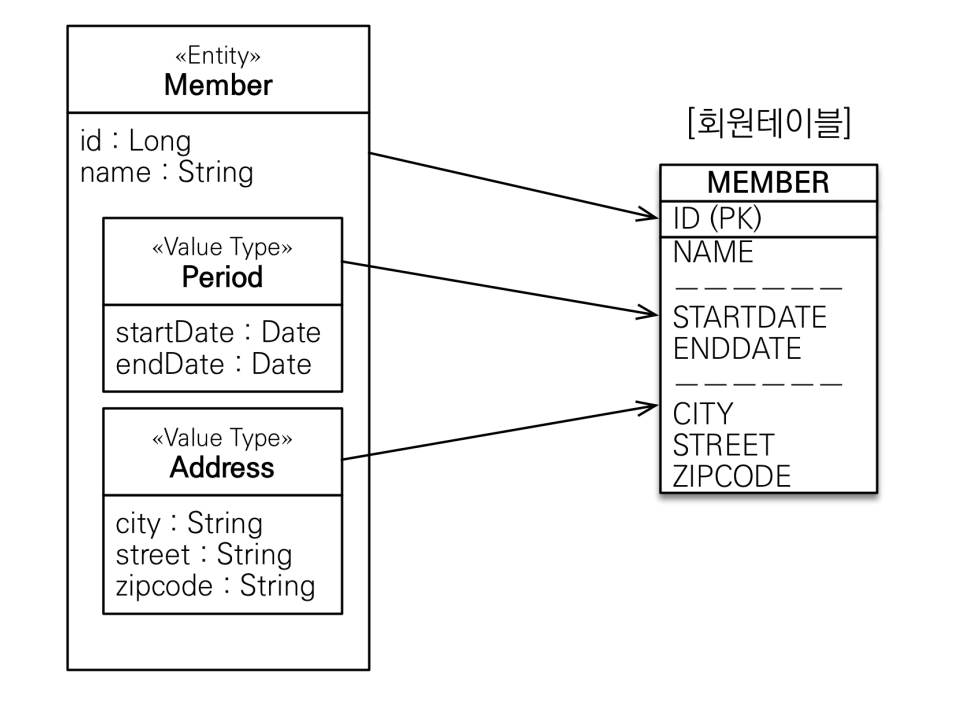 «Entity»
Member
id : Long
name : String
«Value Type»
Period
startDate : Date
endDate : Date
«Value Type»
Address
city : String
street : String
zipcode : String
[회원테이블]
MEMBER
ID (PK)
NAME
STARTDATE
ENDDATE
CITY
STREET
ZIPCODE